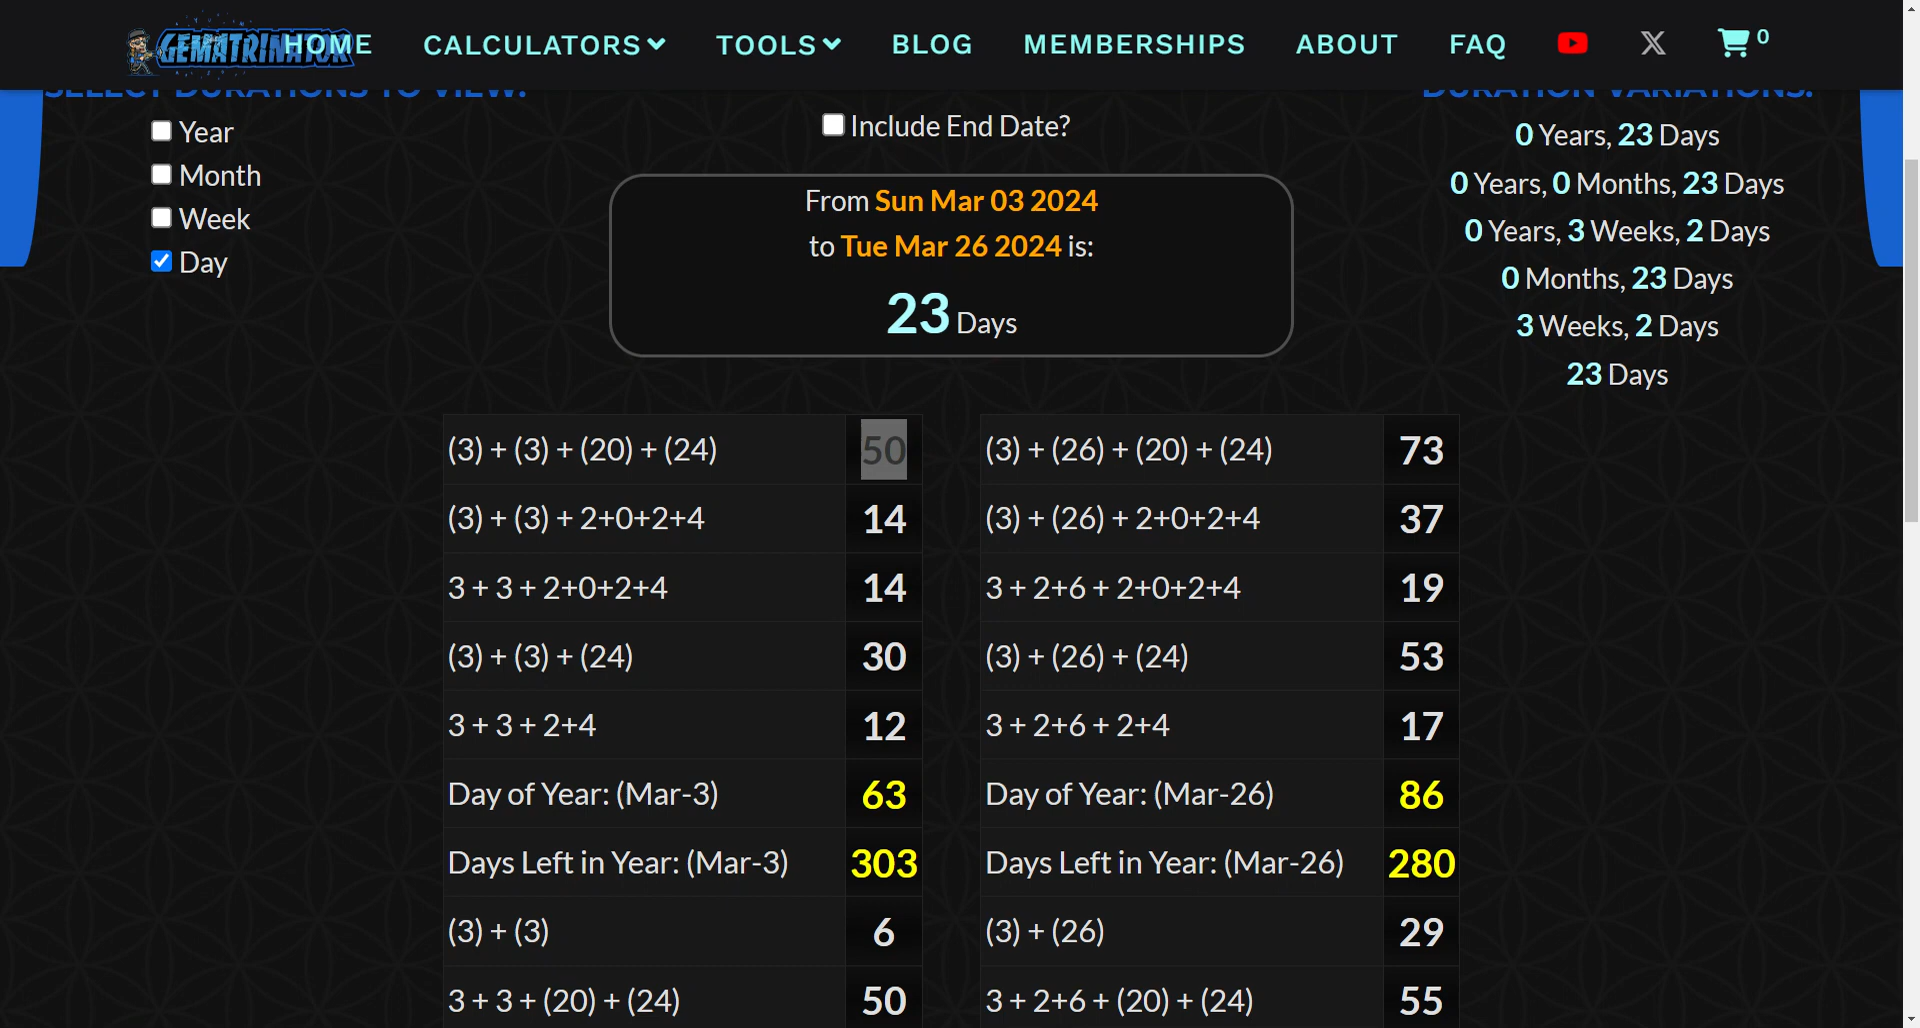 GEMATRINATOR
HOME
CALCULATORS
TOOLS
BLOG
MEMBERSHIPS
ABOUT
FAQ
X
0
SELECT DURATIONS TO VIEW:
Year
Month
Week
Day
Include End Date?
From Sun Mar 03 2024
to Tue Mar 26 2024 is:
23 Days
DURATION VARIATIONS:
0 Years, 23 Days
0 Years, 0 Months, 23 Days
0 Years, 3 Weeks, 2 Days
0 Months, 23 Days
3 Weeks, 2 Days
23 Days
(3) + (3) + (20) + (24) 50
(3) + (3) + 2+0+2+4 14
3 + 3 + 2+0+2+4 14
(3) + (3) + (24) 30
3 + 3 + 2+4 12
Day of Year: (Mar-3) 63
Days Left in Year: (Mar-3) 303
(3) + (3) 6
3 + 3 + (20) + (24) 50
(3) + (26) + (20) + (24) 73
(3) + (26) + 2+0+2+4 37
3 + 2+6 + 2+0+2+4 19
(3) + (26) + (24) 53
3 + 2+6 + 2+4 17
Day of Year: (Mar-26) 86
Days Left in Year: (Mar-26) 280
(3) + (26) 29
3 + 2+6 + (20) + (24) 55